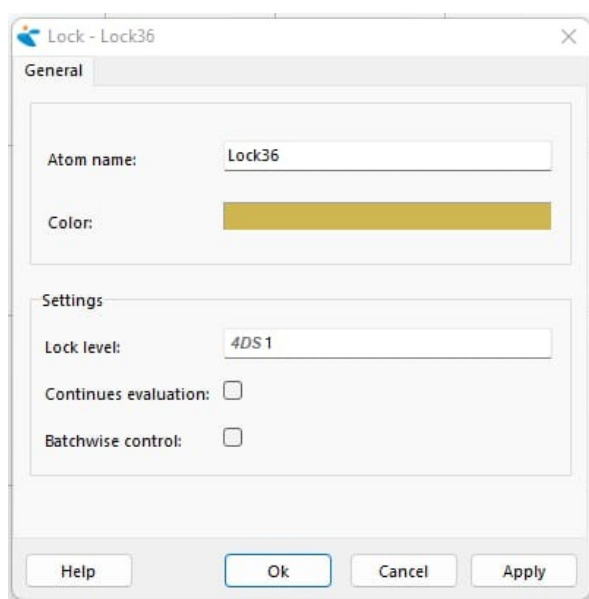 Lock - Lock36
General
Atom name: Lock36
Color:
Settings
Lock level: 4DS 1
Continues evaluation:
Batchwise control:
Help Ok Cancel Apply